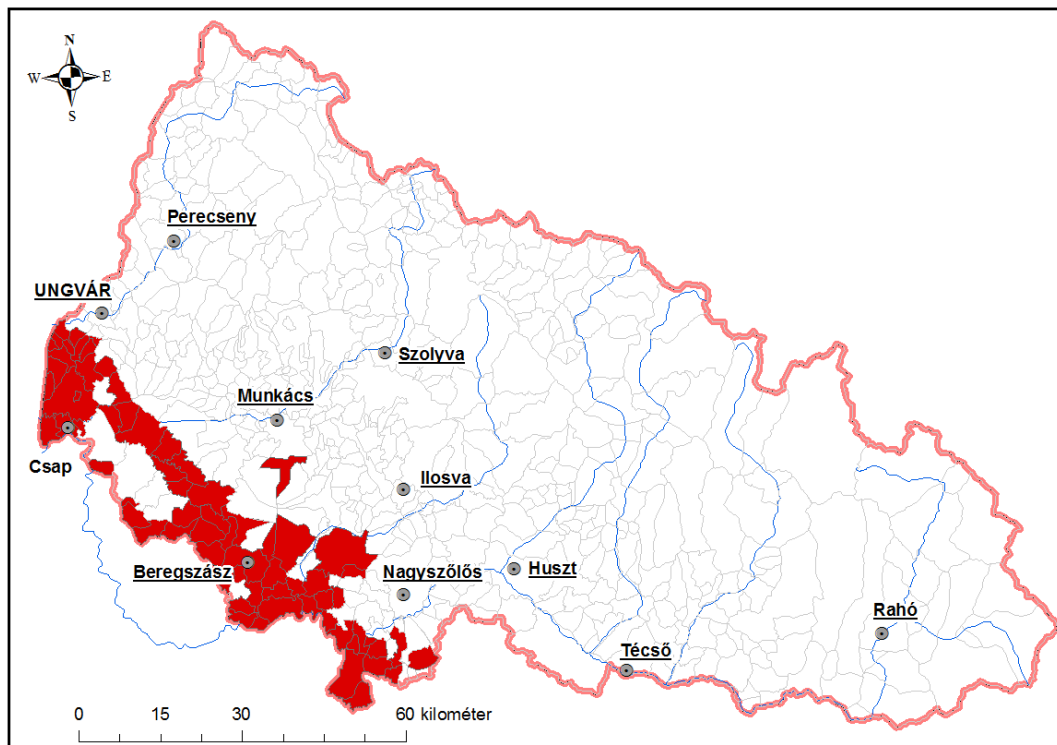 N
W E
S
Perecseny
UNGVÁR
Szolyva
Munkács
Csap
Ilosva
Beregszász
Nagyszőlős
Huszt
Rahó
Técső
0 15 30 60 kilométer